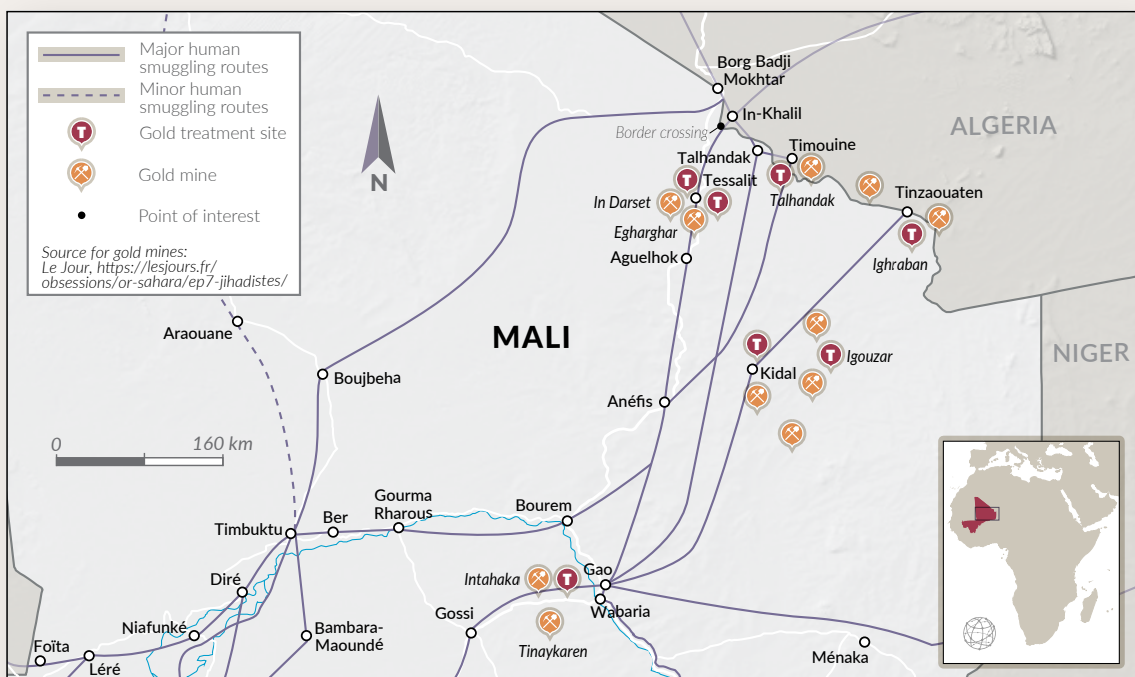 Major human
smuggling routes
Minor human
smuggling routes
T
Gold treatment site
Gold mine
Point of interest
Source for gold mines:
Le Jour, https://lesjours.fr/
obsessions/or-sahara/ep7-jihadistes/
N
Borg Badji
Mokhtar
In-Khalil
Border crossing
ALGERIA
Talhandak
Timouine
T
Tessalit
T
T
In Darset
Talhandak
Tinzaouaten
Egharghar
T
Aguelhok
Ighraban
Araouane
MALI
T
T
Igouzar
NIGER
Boujbeha
Kidal
Anéfis
0
160 km
Gourma
Rharous
Bourem
Timbuktu
Ber
Diré
Intahaka
T
Gao
Gossi
Wabaria
Niafunké
Bambara-
Maoundé
Tinaykaren
Foïta
Léré
Ménaka